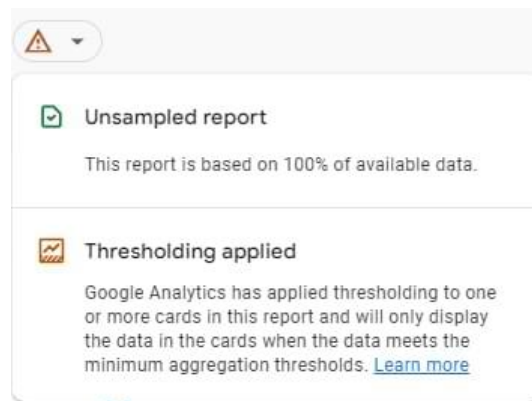 Unsampled report
This report is based on 100% of available data.
Thresholding applied
Google Analytics has applied thresholding to one
or more cards in this report and will only display
the data in the cards when the data meets the
minimum aggregation thresholds. Learn more